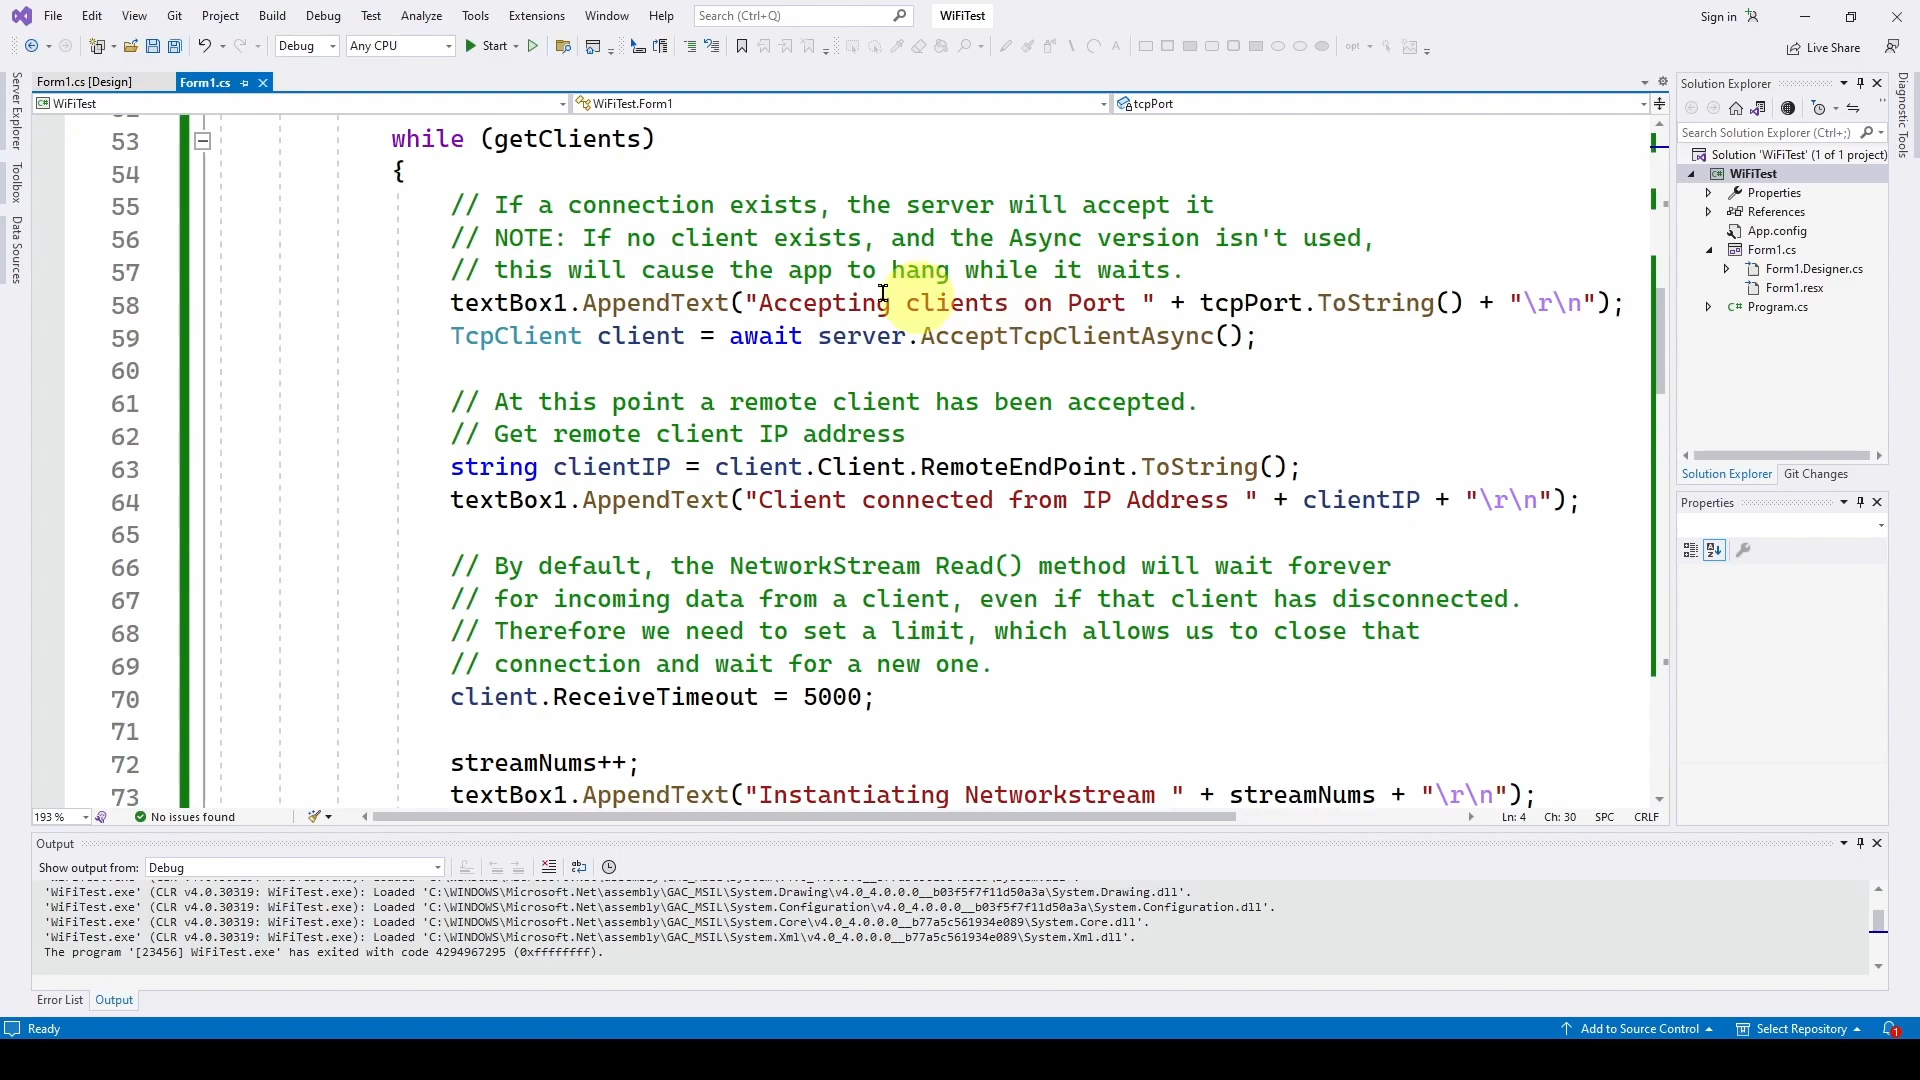 File Edit View Git Project Build Debug Test Analyze Tools Extensions Window Help Search (Ctrl+Q) WiFiTest Sign in
Debug Any CPU Start opt Live Share
Server Explorer
Toolbox
Data Sources
Form1.cs [Design] Form1.cs
WiFiTest WiFiTest.Form1 tcpPort
53 while (getClients)
54 {
55 // If a connection exists, the server will accept it
56 // NOTE: If no client exists, and the Async version isn't used,
57 // this will cause the app to hang while it waits.
58 textBox1.AppendText("Accepting clients on Port " + tcpPort.ToString() + "\r\n");
59 TcpClient client = await server.AcceptTcpClientAsync();
60
61 // At this point a remote client has been accepted.
62 // Get remote client IP address
63 string clientIP = client.Client.RemoteEndPoint.ToString();
64 textBox1.AppendText("Client connected from IP Address " + clientIP + "\r\n");
65
66 // By default, the NetworkStream Read() method will wait forever
67 // for incoming data from a client, even if that client has disconnected.
68 // Therefore we need to set a limit, which allows us to close that
69 // connection and wait for a new one.
70 client.ReceiveTimeout = 5000;
71
72 streamNums++;
73 textBox1.AppendText("Instantiating Networkstream " + streamNums + "\r\n");
193 % No issues found Ln: 4 Ch: 30 SPC CRLF
Solution Explorer
Search Solution Explorer (Ctrl+;)
Solution 'WiFiTest' (1 of 1 project)
WiFiTest
Properties
References
App.config
Form1.cs
Form1.Designer.cs
Form1.resx
C# Program.cs
Solution Explorer Git Changes
Properties
Diagnostic Tools
Output
Show output from: Debug
'WiFiTest.exe' (CLR v4.0.30319: WiFiTest.exe): Loaded 'C:\WINDOWS\Microsoft.Net\assembly\GAC_MSIL\System.Drawing\v4.0_4.0.0.0__b03f5f7f11d50a3a\System.Drawing.dll'.
'WiFiTest.exe' (CLR v4.0.30319: WiFiTest.exe): Loaded 'C:\WINDOWS\Microsoft.Net\assembly\GAC_MSIL\System.Configuration\v4.0_4.0.0.0__b03f5f7f11d50a3a\System.Configuration.dll'.
'WiFiTest.exe' (CLR v4.0.30319: WiFiTest.exe): Loaded 'C:\WINDOWS\Microsoft.Net\assembly\GAC_MSIL\System.Core\v4.0_4.0.0.0__b77a5c561934e089\System.Core.dll'.
'WiFiTest.exe' (CLR v4.0.30319: WiFiTest.exe): Loaded 'C:\WINDOWS\Microsoft.Net\assembly\GAC_MSIL\System.Xml\v4.0_4.0.0.0__b77a5c561934e089\System.Xml.dll'.
The program '[23456] WiFiTest.exe' has exited with code 4294967295 (0xffffffff).
Error List Output
Ready Add to Source Control Select Repository 1